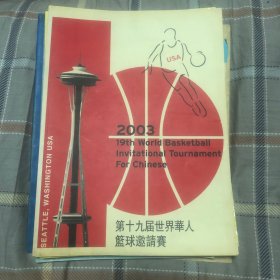 USA
2003
19th World Basketball
Invitational Tournament
For Chinese
SEATTLE, WASHINGTON USA
第十九届世界華人
籃球邀請賽